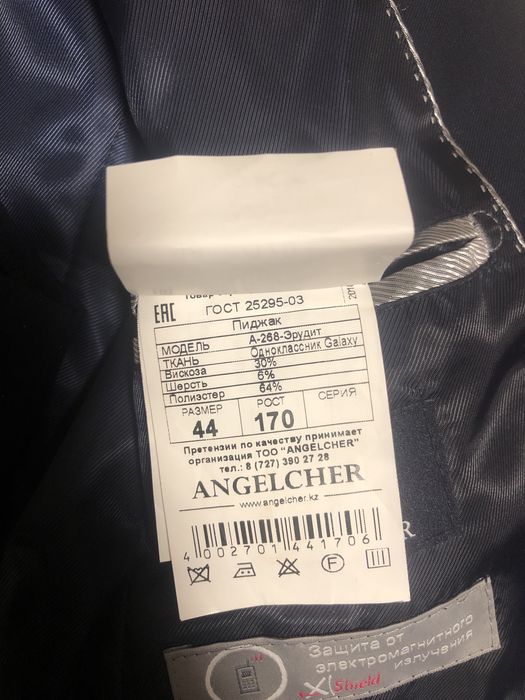 EAC
ГОСТ 25295-03
Пиджак
МОДЕЛЬ А-268-Эрудит
ТКАНЬ Одноклассник Galaxy
Вискоза 30%
Шерсть 6%
Полиэстер 64%
РАЗМЕР РОСТ СЕРИЯ
44 170
Претензии по качеству принимает
организация ТОО "ANGELCHER"
тел.: 8 (727) 390 27 28
ANGELCHER
www.angelcher.kz
4 002701 441706
F
R
Защита от
электромагнитного
излучения
Shield